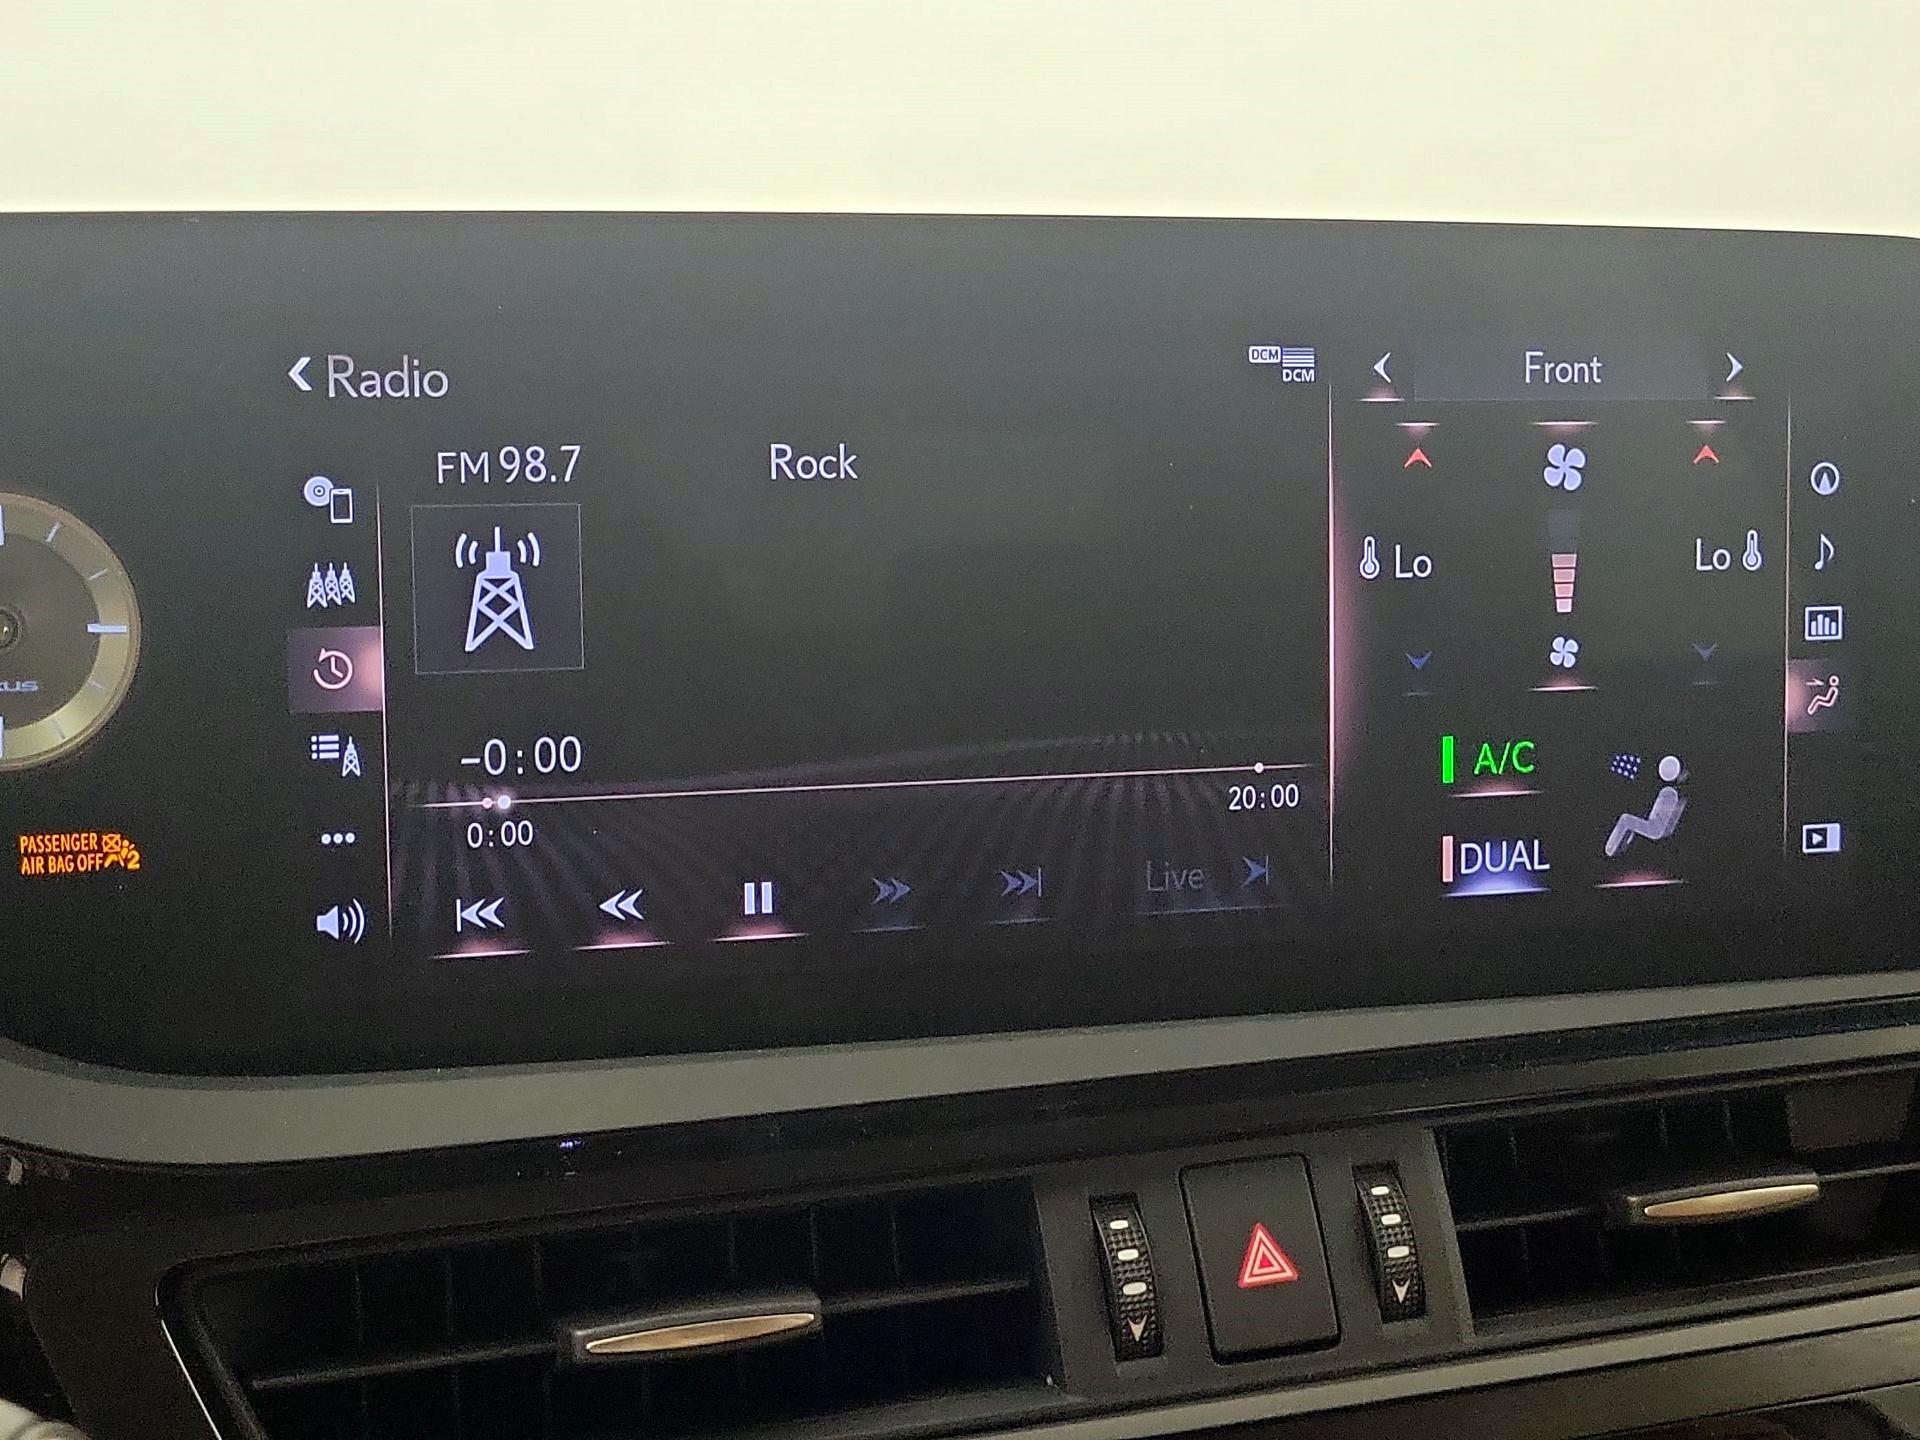 Radio
DCM
DCM
Front
FM 98.7
Rock
Lo
Lo
-0:00
20:00
0:00
A/C
PASSENGER
AIR BAG OFF 2
DUAL
Live